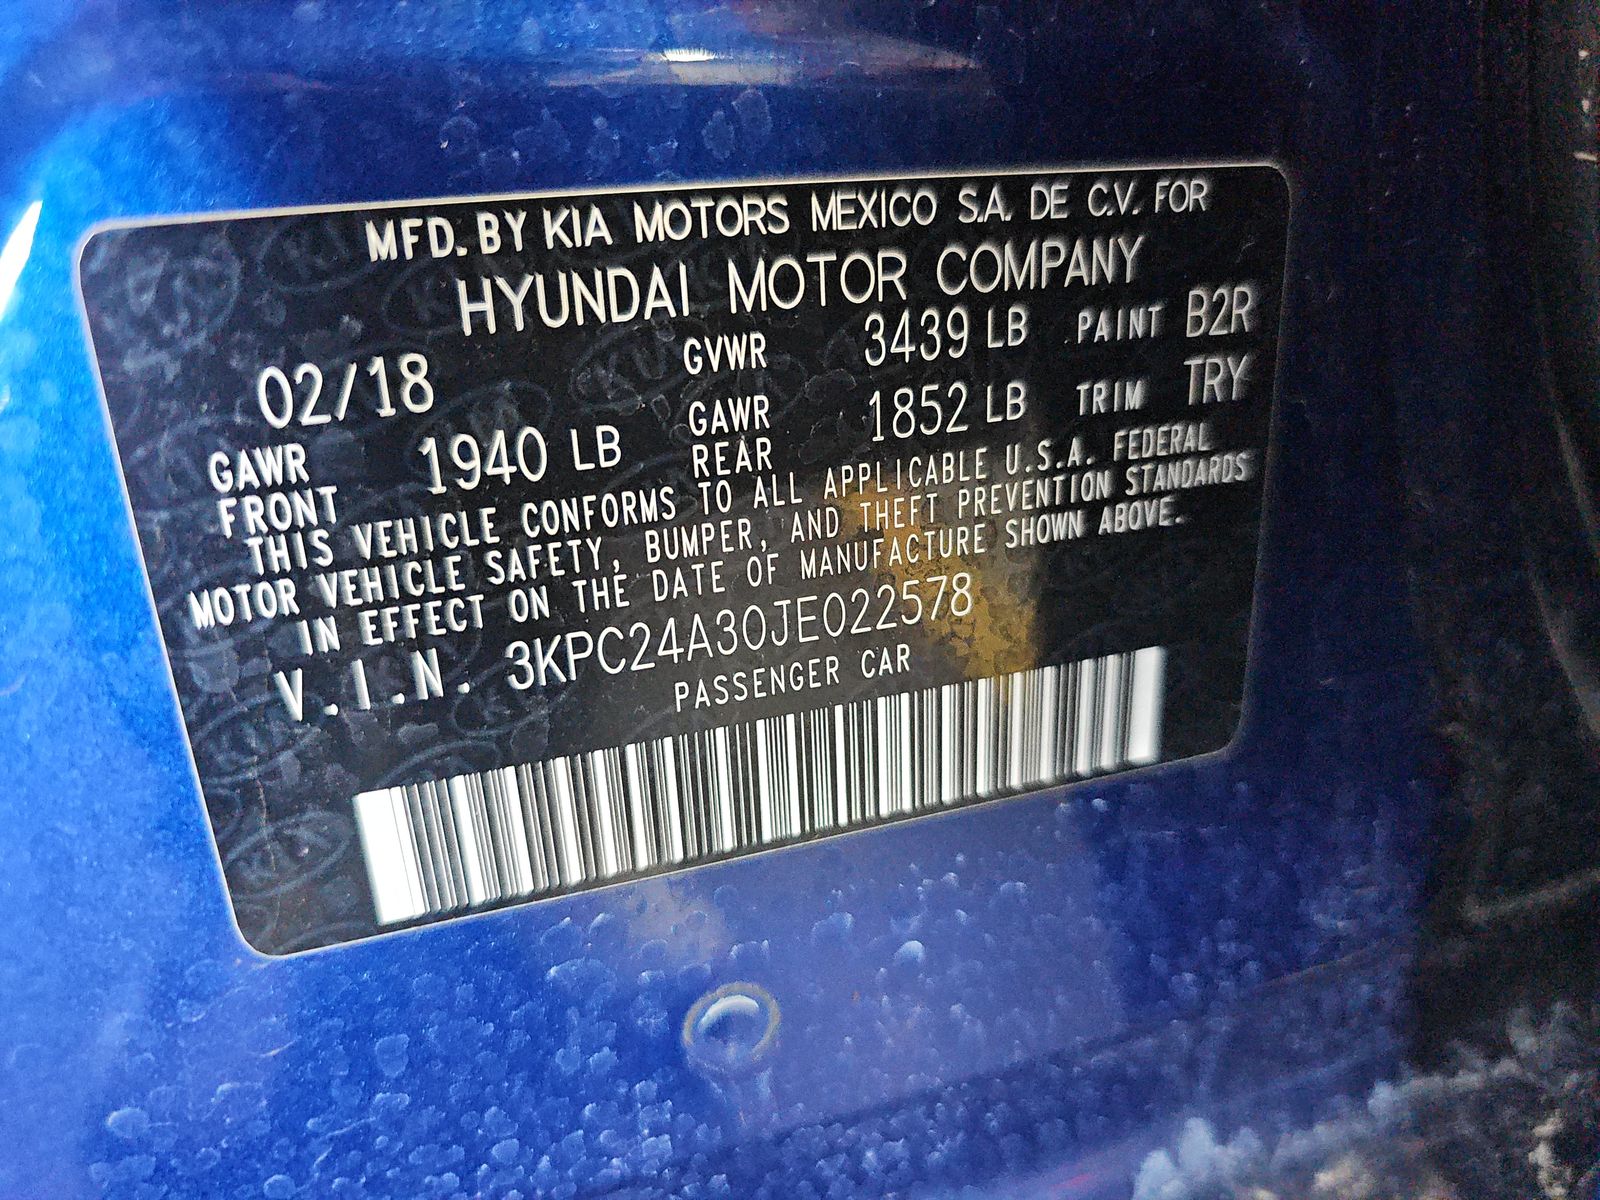 MFD. BY KIA MOTORS MEXICO S.A. DE C.V. FOR
HYUNDAI MOTOR COMPANY
02/18 GVWR 3439 LB PAINT B2R
GAWR FRONT 1940 LB GAWR REAR 1852 LB TRIM TRY
THIS VEHICLE CONFORMS TO ALL APPLICABLE U.S.A. FEDERAL
MOTOR VEHICLE SAFETY, BUMPER, AND THEFT PREVENTION STANDARDS
IN EFFECT ON THE DATE OF MANUFACTURE SHOWN ABOVE.
V.I.N. 3KPC24A30JE022578
PASSENGER CAR